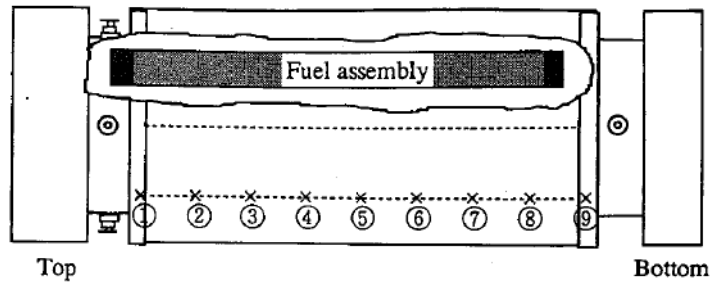 Fuel assembly
① ② ③ ④ ⑤ ⑥ ⑦ ⑧ ⑨
Top Bottom